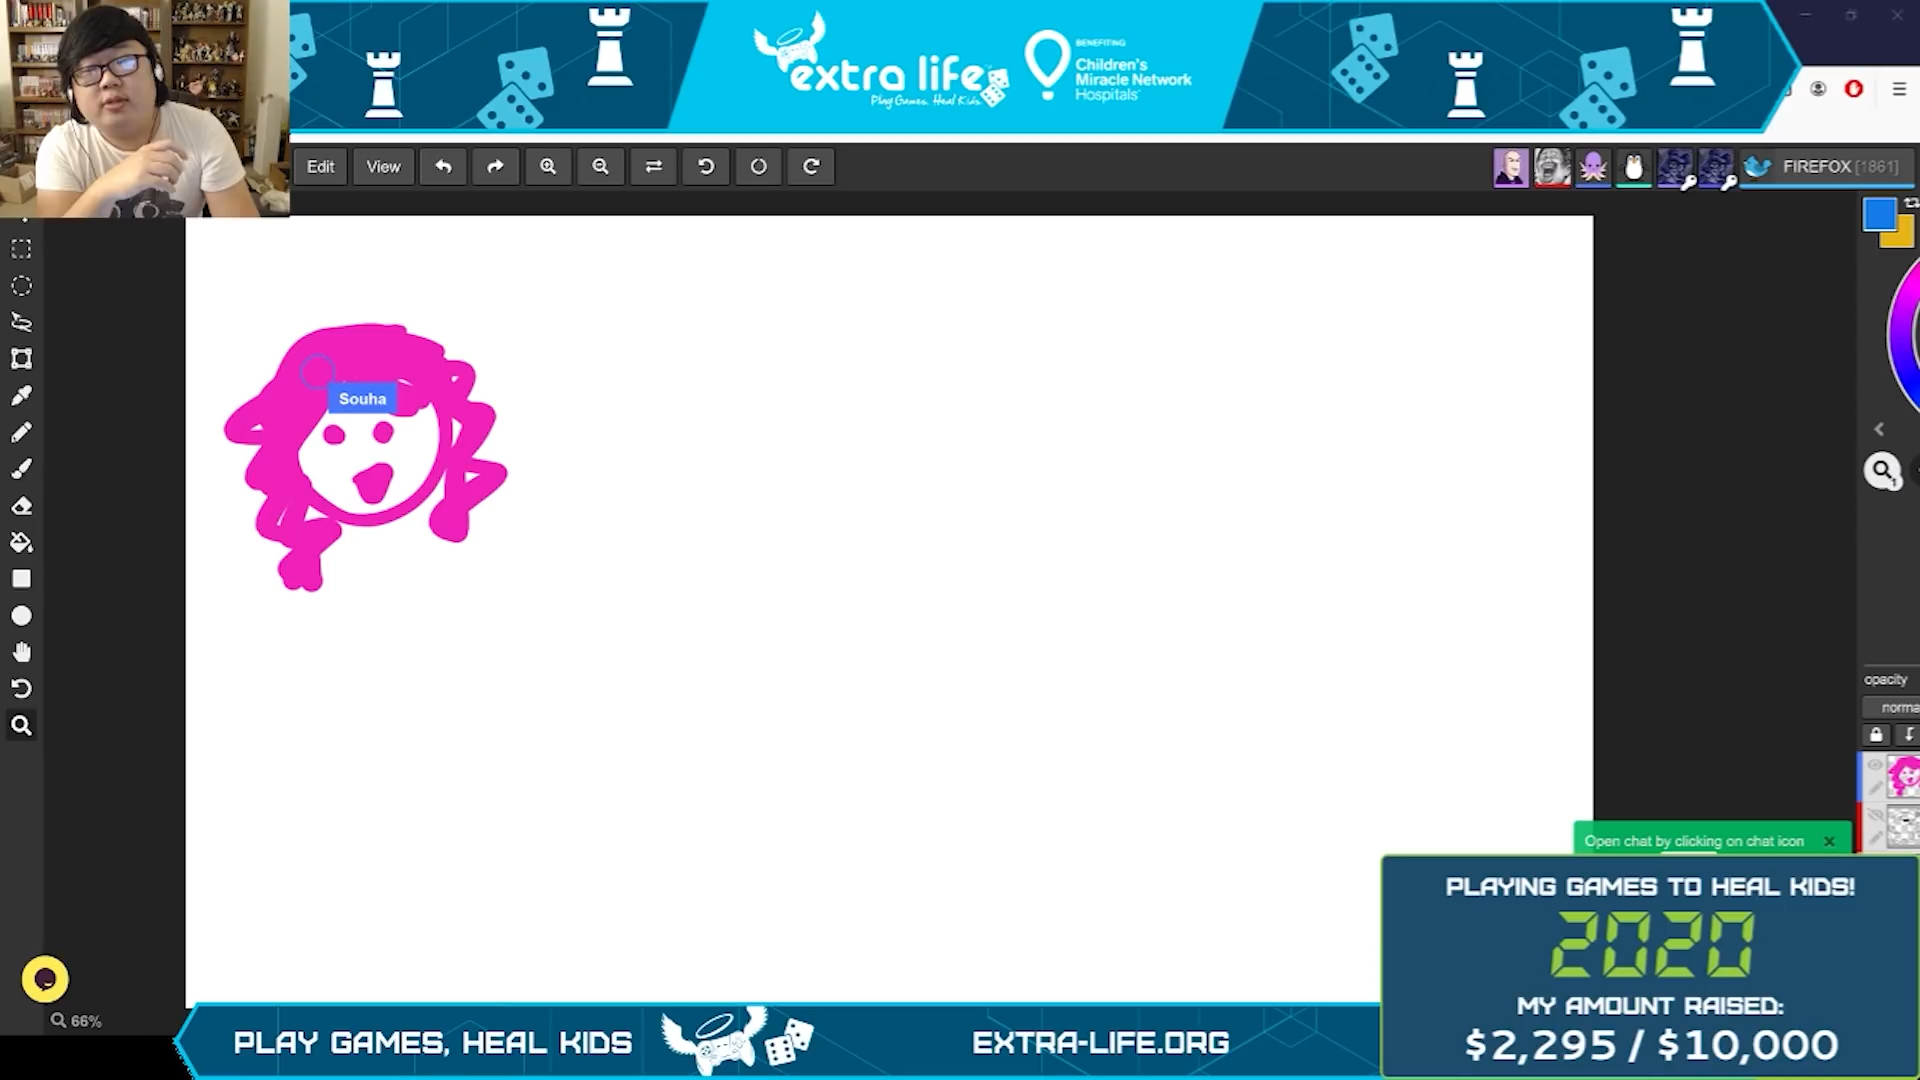 extra life
Play Games. Heal Kids.
BENEFITING
Children's
Miracle Network
Hospitals
Edit
View
FIREFOX [1861]
Souha
opacity
norma
Open chat by clicking on chat icon
PLAYING GAMES TO HEAL KIDS!
2020
MY AMOUNT RAISED:
$2,295 / $10,000
66%
PLAY GAMES, HEAL KIDS
EXTRA-LIFE.ORG